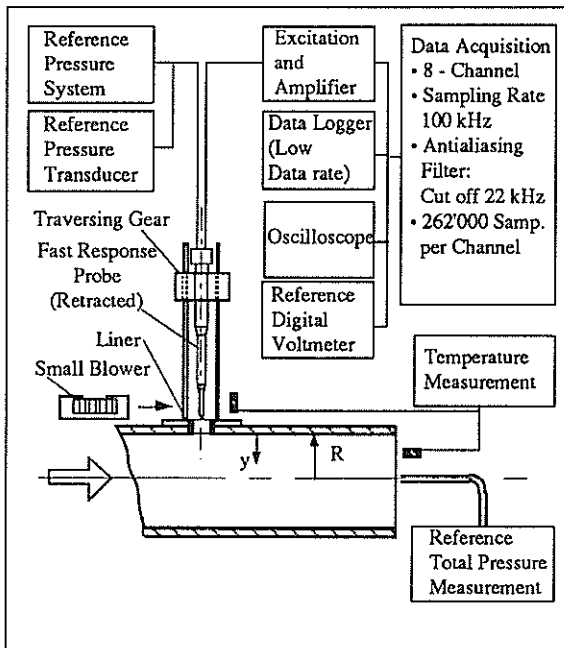 Reference
Pressure
System
Reference
Pressure
Transducer
Excitation
and
Amplifier
Data Logger
(Low
Data rate)
Oscilloscope
Reference
Digital
Voltmeter
Data Acquisition
• 8 - Channel
• Sampling Rate
100 kHz
• Antialiasing
Filter:
Cut off 22 kHz
• 262'000 Samp.
per Channel
Traversing Gear
Fast Response
Probe
(Retracted)
Liner
Small Blower
Temperature
Measurement
y
R
Reference
Total Pressure
Measurement